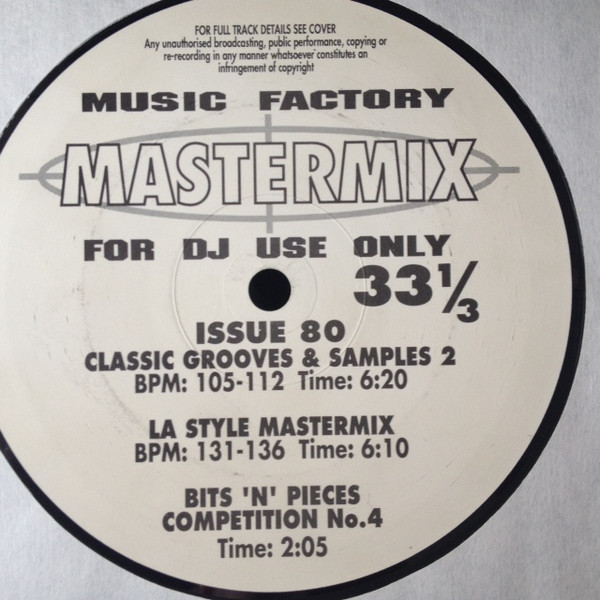 FOR FULL TRACK DETAILS SEE COVER
Any unauthorised broadcasting, public performance, copying or
re-recording in any manner whatsoever constitutes an
infringement of copyright
MUSIC FACTORY
MASTERMIX
FOR DJ USE ONLY
33⅓
ISSUE 80
CLASSIC GROOVES & SAMPLES 2
BPM: 105-112 Time: 6:20
LA STYLE MASTERMIX
BPM: 131-136 Time: 6:10
BITS 'N' PIECES
COMPETITION No.4
Time: 2:05